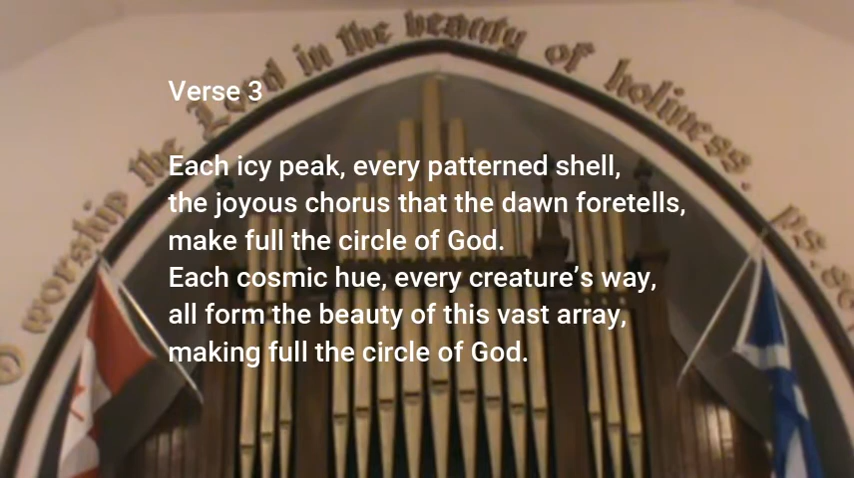 O worship the Lord in the beauty of holiness. ps.
Verse 3
Each icy peak, every patterned shell,
the joyous chorus that the dawn foretells,
make full the circle of God.
Each cosmic hue, every creature’s way,
all form the beauty of this vast array,
making full the circle of God.